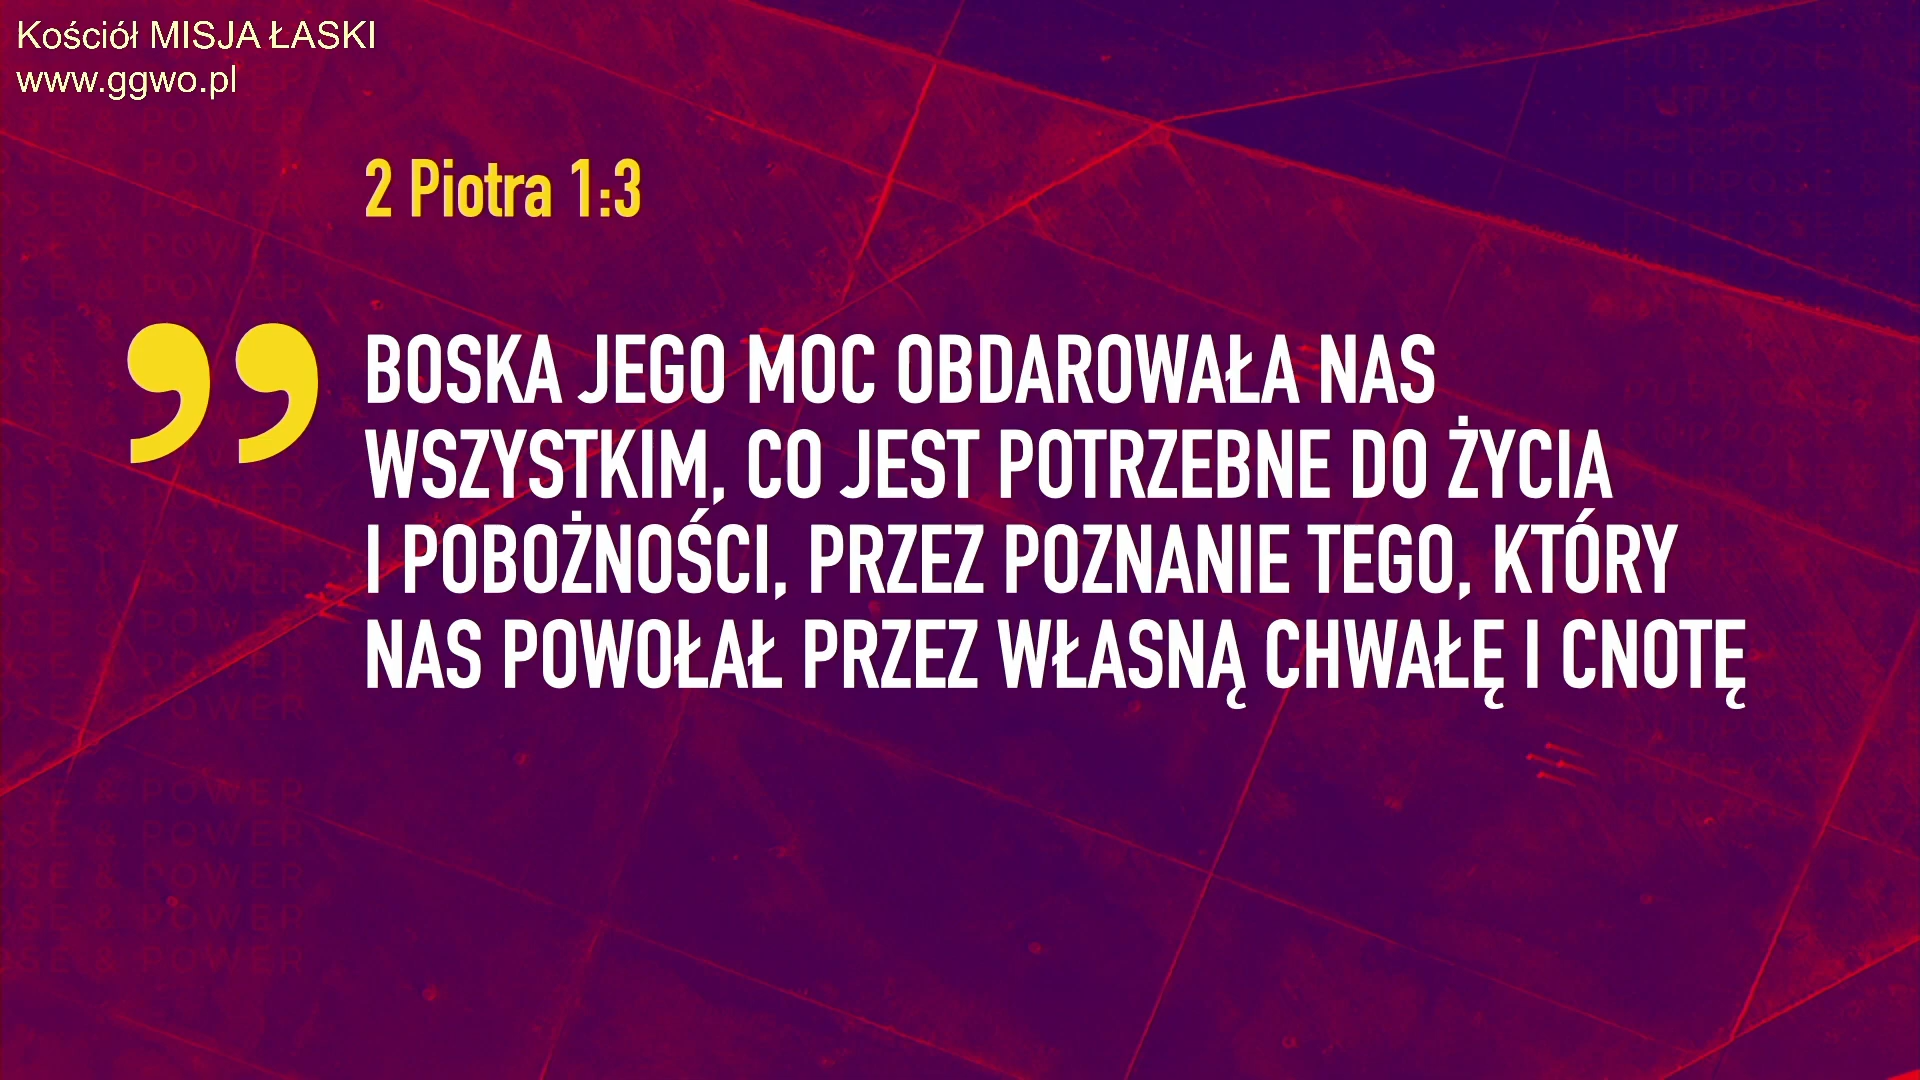 Kościół MISJA ŁASKI
www.ggwo.pl
2 Piotra 1:3
” BOSKA JEGO MOC OBDAROWAŁA NAS
WSZYSTKIM, CO JEST POTRZEBNE DO ŻYCIA
I POBOŻNOŚCI, PRZEZ POZNANIE TEGO, KTÓRY
NAS POWOŁAŁ PRZEZ WŁASNĄ CHWAŁĘ I CNOTĘ